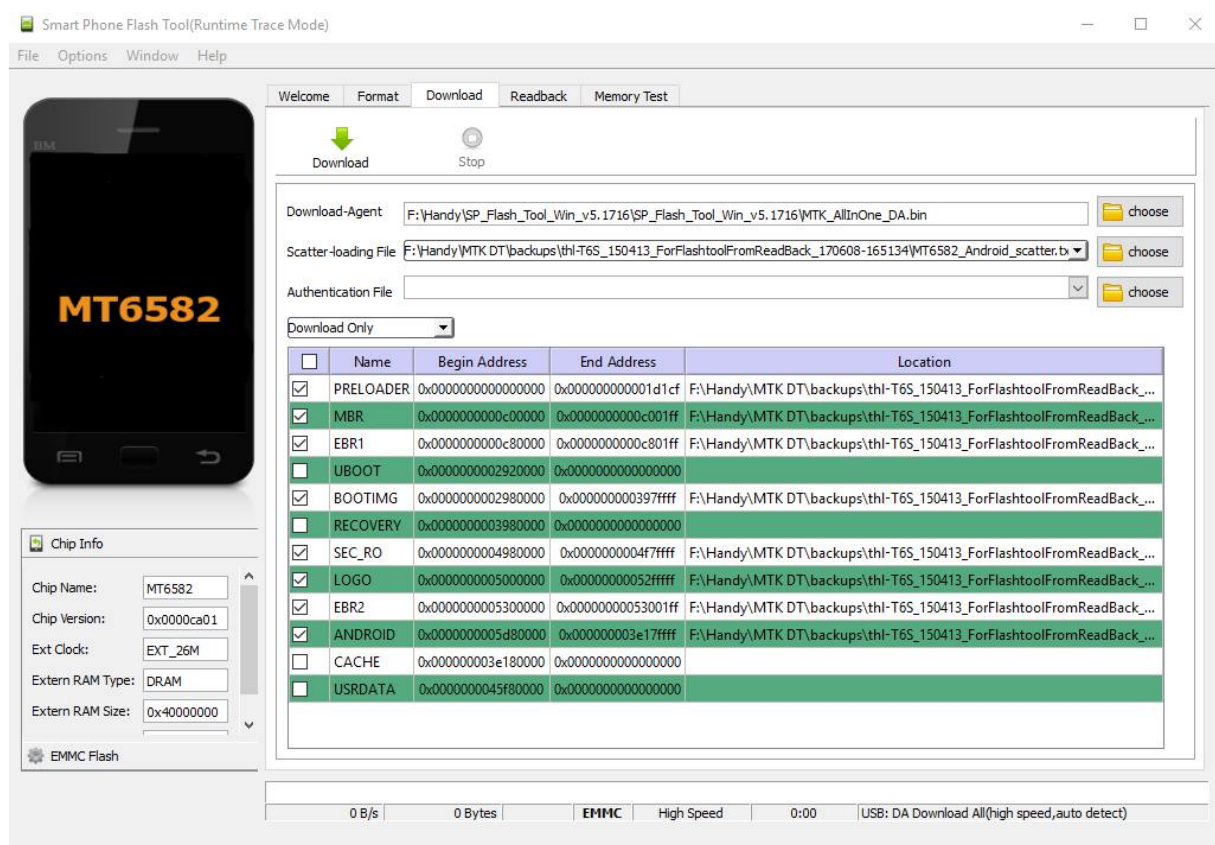 Smart Phone Flash Tool(Runtime Trace Mode)
File Options Window Help
BM
MT6582
Chip Info
Chip Name: MT6582
Chip Version: 0x0000ca01
Ext Clock: EXT_26M
Extern RAM Type: DRAM
Extern RAM Size: 0x40000000
EMMC Flash
Welcome Format Download Readback Memory Test
Download Stop
Download-Agent F:\Handy\SP_Flash_Tool_Win_v5.1716\SP_Flash_Tool_Win_v5.1716\MTK_AllInOne_DA.bin choose
Scatter-loading File F:\Handy\MTK DT\backups\thl-T6S_150413_ForFlashtoolFromReadBack_170608-165134\MT6582_Android_scatter.tx choose
Authentication File choose
Download Only
Name Begin Address End Address Location
PRELOADER 0x0000000000000000 0x000000000001d1cf F:\Handy\MTK DT\backups\thl-T6S_150413_ForFlashtoolFromReadBack_...
MBR 0x0000000000c00000 0x0000000000c001ff F:\Handy\MTK DT\backups\thl-T6S_150413_ForFlashtoolFromReadBack_...
EBR1 0x0000000000c80000 0x0000000000c801ff F:\Handy\MTK DT\backups\thl-T6S_150413_ForFlashtoolFromReadBack_...
UBOOT 0x0000000002920000 0x0000000000000000
BOOTIMG 0x0000000002980000 0x000000000397ffff F:\Handy\MTK DT\backups\thl-T6S_150413_ForFlashtoolFromReadBack_...
RECOVERY 0x0000000003980000 0x0000000000000000
SEC_RO 0x0000000004980000 0x0000000004f7ffff F:\Handy\MTK DT\backups\thl-T6S_150413_ForFlashtoolFromReadBack_...
LOGO 0x0000000005000000 0x00000000052fffff F:\Handy\MTK DT\backups\thl-T6S_150413_ForFlashtoolFromReadBack_...
EBR2 0x0000000005300000 0x00000000053001ff F:\Handy\MTK DT\backups\thl-T6S_150413_ForFlashtoolFromReadBack_...
ANDROID 0x0000000005d80000 0x000000003e17ffff F:\Handy\MTK DT\backups\thl-T6S_150413_ForFlashtoolFromReadBack_...
CACHE 0x000000003e180000 0x0000000000000000
USRDATA 0x0000000045f80000 0x0000000000000000
0 B/s 0 Bytes EMMC High Speed 0:00 USB: DA Download All(high speed,auto detect)